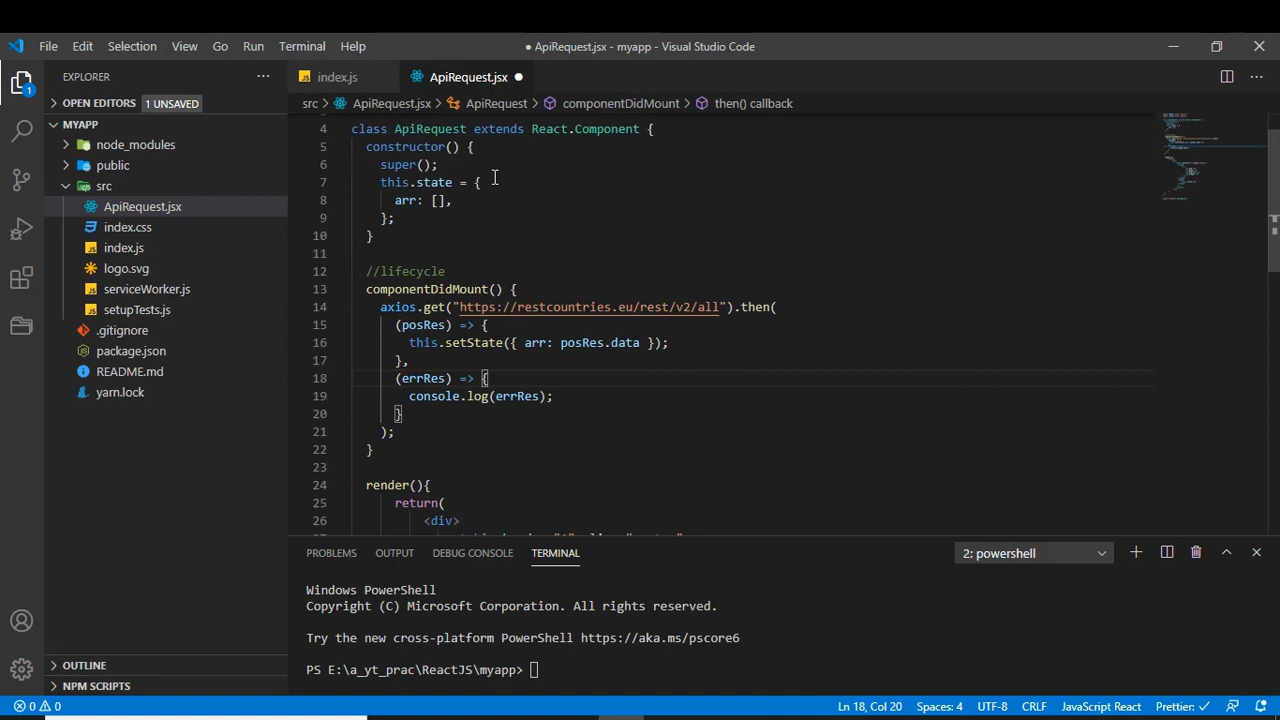 File Edit Selection View Go Run Terminal Help
● ApiRequest.jsx - myapp - Visual Studio Code
EXPLORER
index.js
ApiRequest.jsx
OPEN EDITORS 1 UNSAVED
src > ApiRequest.jsx > ApiRequest > componentDidMount > then() callback
MYAPP
node_modules
public
src
ApiRequest.jsx
index.css
index.js
logo.svg
serviceWorker.js
setupTests.js
.gitignore
package.json
README.md
yarn.lock
OUTLINE
NPM SCRIPTS
1
4 class ApiRequest extends React.Component {
5 constructor() {
6 super();
7 this.state = {
8 arr: [],
9 };
10 }
11
12 //lifecycle
13 componentDidMount() {
14 axios.get("https://restcountries.eu/rest/v2/all").then(
15 (posRes) => {
16 this.setState({ arr: posRes.data });
17 },
18 (errRes) => {
19 console.log(errRes);
20 }
21 );
22 }
23
24 render(){
25 return(
26 <div>
PROBLEMS OUTPUT DEBUG CONSOLE TERMINAL
2: powershell
Windows PowerShell
Copyright (C) Microsoft Corporation. All rights reserved.
Try the new cross-platform PowerShell https://aka.ms/pscore6
PS E:\a_yt_prac\ReactJS\myapp>
0 0
Ln 18, Col 20 Spaces: 4 UTF-8 CRLF JavaScript React Prettier: ✓